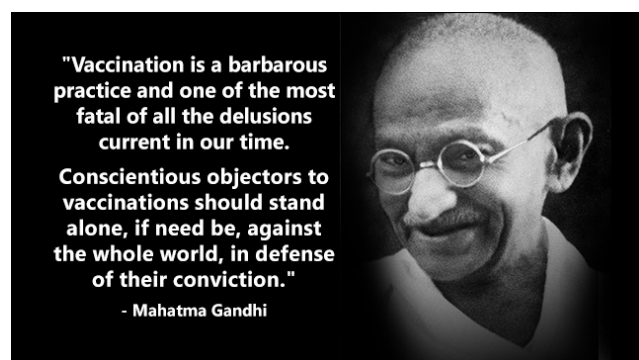 "Vaccination is a barbarous
practice and one of the most
fatal of all the delusions
current in our time.
Conscientious objectors to
vaccinations should stand
alone, if need be, against
the whole world, in defense
of their conviction."
- Mahatma Gandhi